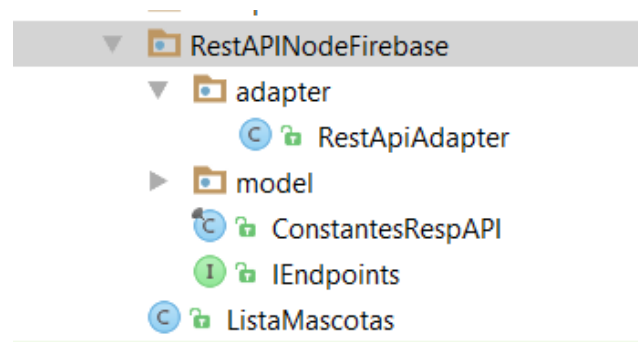 RestAPINodeFirebase
adapter
RestApiAdapter
model
ConstantesRespAPI
IEndpoints
ListaMascotas